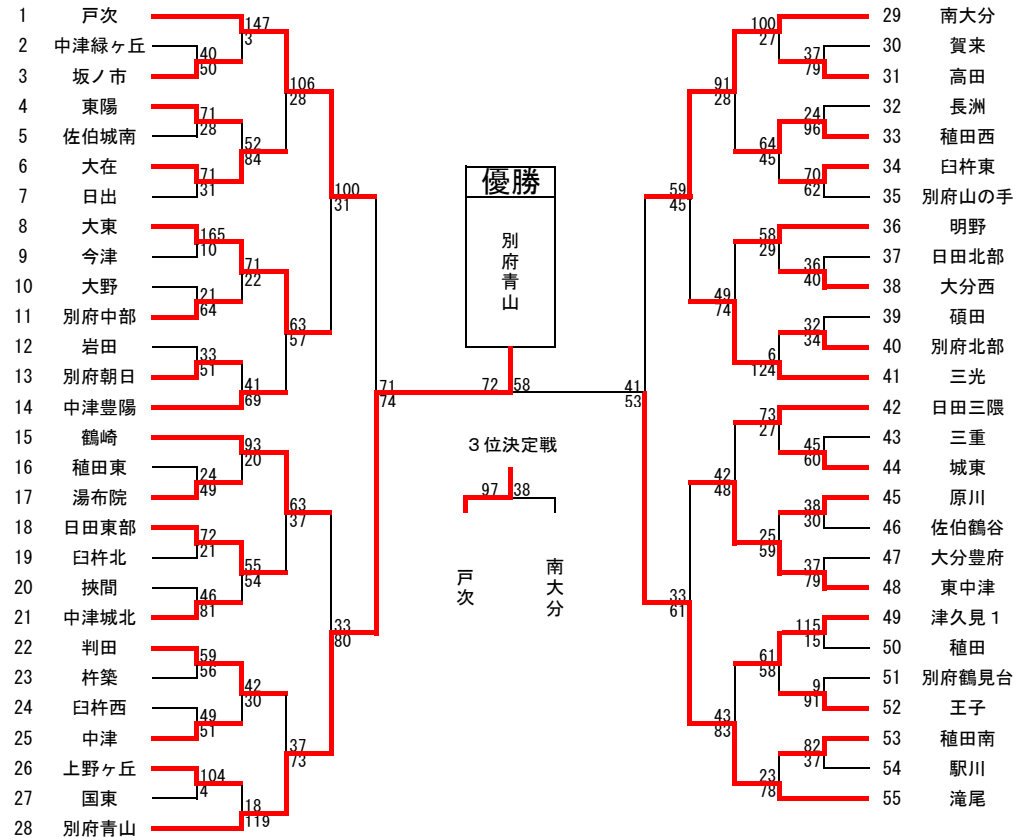 1 戸次
2 中津緑ヶ丘
3 坂ノ市
4 東陽
5 佐伯城南
6 大在
7 日出
8 大東
9 今津
10 大野
11 別府中部
12 岩田
13 別府朝日
14 中津豊陽
15 鶴崎
16 稙田東
17 湯布院
18 日田東部
19 臼杵北
20 挾間
21 中津城北
22 判田
23 杵築
24 臼杵西
25 中津
26 上野ヶ丘
27 国東
28 別府青山
147
3
40
50
106
28
71
28
52
84
71
31
100
31
165
10
71
22
21
64
63
57
33
51
41
69
71
74
93
20
24
49
63
37
72
21
55
54
46
81
33
80
59
56
42
30
49
51
37
73
104
4
18
119
優勝
別府青山
72 58
3位決定戦
97 38
戸次
南大分
100
27
37
79
91
28
24
96
64
45
70
62
59
45
58
29
36
40
49
74
32
34
6
124
41
53
73
27
45
60
42
48
38
30
25
59
37
79
33
61
115
15
61
58
9
91
43
83
82
37
23
78
29 南大分
30 賀来
31 高田
32 長洲
33 稙田西
34 臼杵東
35 別府山の手
36 明野
37 日田北部
38 大分西
39 碩田
40 別府北部
41 三光
42 日田三隈
43 三重
44 城東
45 原川
46 佐伯鶴谷
47 大分豊府
48 東中津
49 津久見1
50 稙田
51 別府鶴見台
52 王子
53 稙田南
54 駅川
55 滝尾